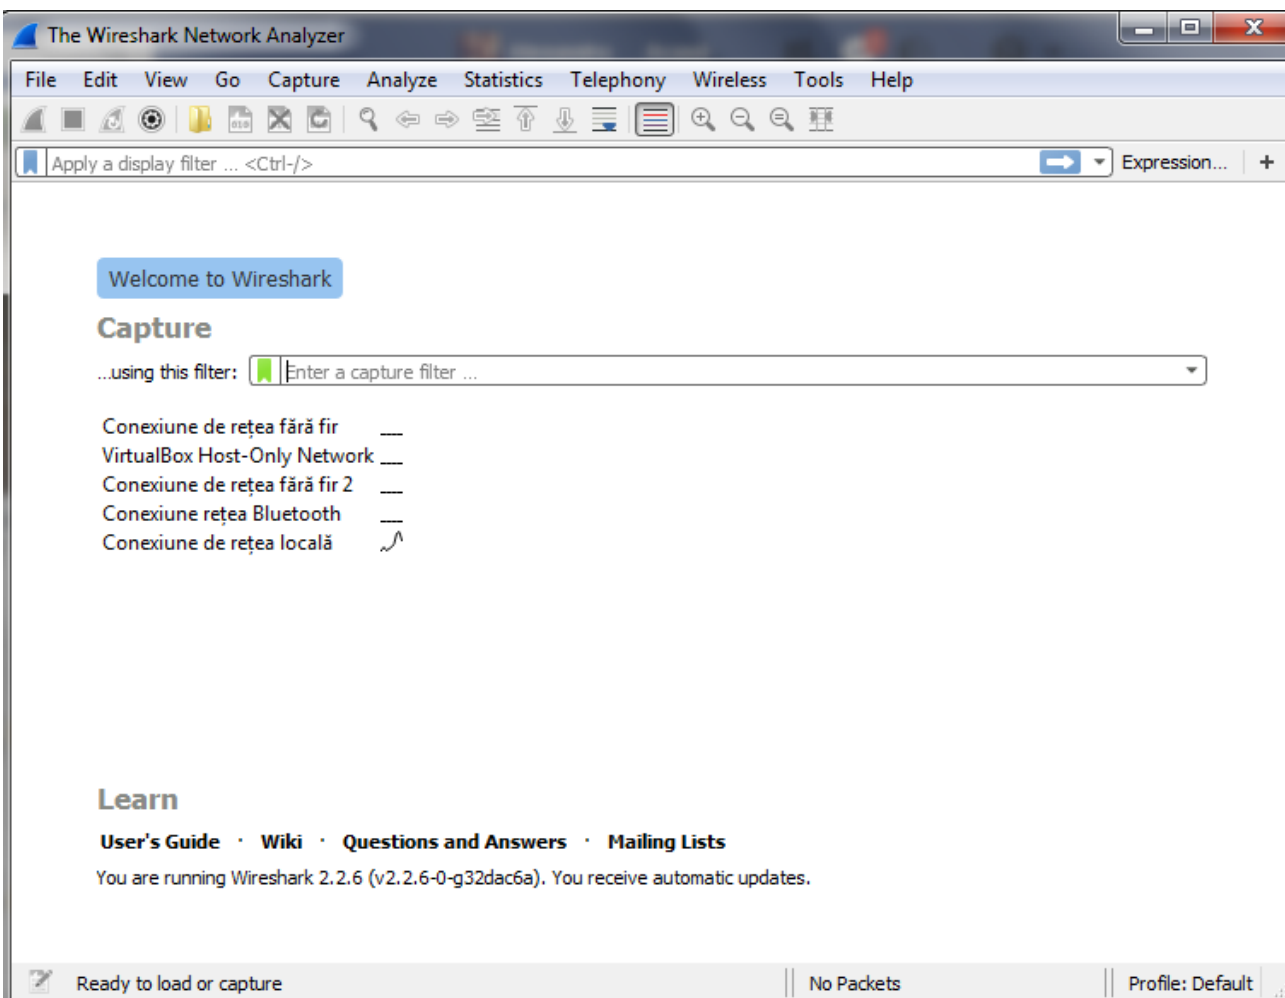 The Wireshark Network Analyzer
File Edit View Go Capture Analyze Statistics Telephony Wireless Tools Help
Apply a display filter ... <Ctrl-/> Expression... +
Welcome to Wireshark
Capture
...using this filter: Enter a capture filter ...
Conexiune de rețea fără fir
VirtualBox Host-Only Network
Conexiune de rețea fără fir 2
Conexiune rețea Bluetooth
Conexiune de rețea locală
Learn
User's Guide · Wiki · Questions and Answers · Mailing Lists
You are running Wireshark 2.2.6 (v2.2.6-0-g32dac6a). You receive automatic updates.
Ready to load or capture No Packets Profile: Default